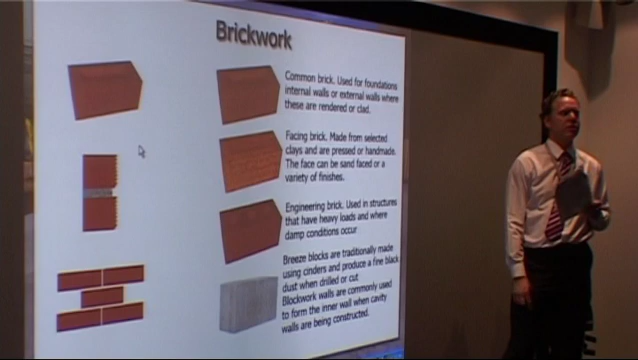 Brickwork
Common brick. Used for foundations
internal walls or external walls where
these are rendered or clad.
Facing brick. Made from selected
clays and are pressed or handmade.
The face can be sand faced or a
variety of finishes.
Engineering brick. Used in structures
that have heavy loads and where
damp conditions occur
Breeze blocks are traditionally made
using cinders and produce a fine black
dust when drilled or cut
Blockwork walls are commonly used
to form the inner wall when cavity
walls are being constructed.